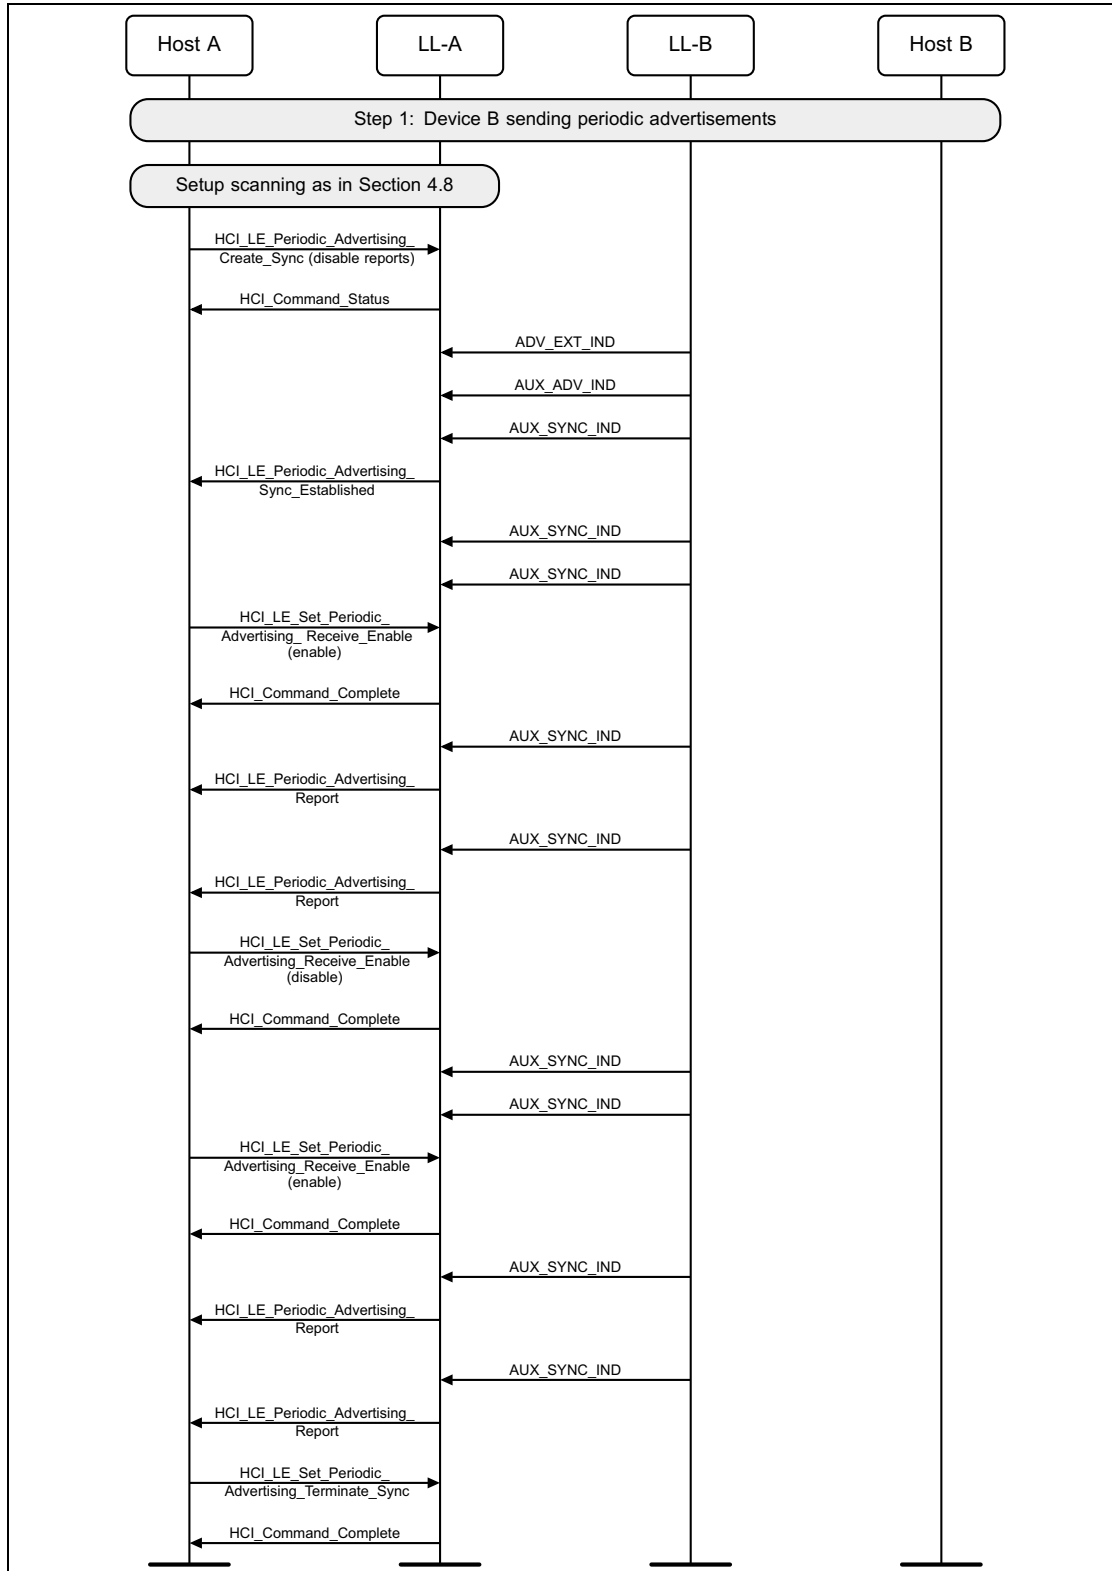 Host A
LL-A
LL-B
Host B
Step 1: Device B sending periodic advertisements
Setup scanning as in Section 4.8
HCI_LE_Periodic_Advertising_
Create_Sync (disable reports)
HCI_Command_Status
ADV_EXT_IND
AUX_ADV_IND
AUX_SYNC_IND
HCI_LE_Periodic_Advertising_
Sync_Established
AUX_SYNC_IND
AUX_SYNC_IND
HCI_LE_Set_Periodic_
Advertising_ Receive_Enable
(enable)
HCI_Command_Complete
AUX_SYNC_IND
HCI_LE_Periodic_Advertising_
Report
AUX_SYNC_IND
HCI_LE_Periodic_Advertising_
Report
HCI_LE_Set_Periodic_
Advertising_Receive_Enable
(disable)
HCI_Command_Complete
AUX_SYNC_IND
AUX_SYNC_IND
HCI_LE_Set_Periodic_
Advertising_Receive_Enable
(enable)
HCI_Command_Complete
AUX_SYNC_IND
HCI_LE_Periodic_Advertising_
Report
AUX_SYNC_IND
HCI_LE_Periodic_Advertising_
Report
HCI_LE_Set_Periodic_
Advertising_Terminate_Sync
HCI_Command_Complete